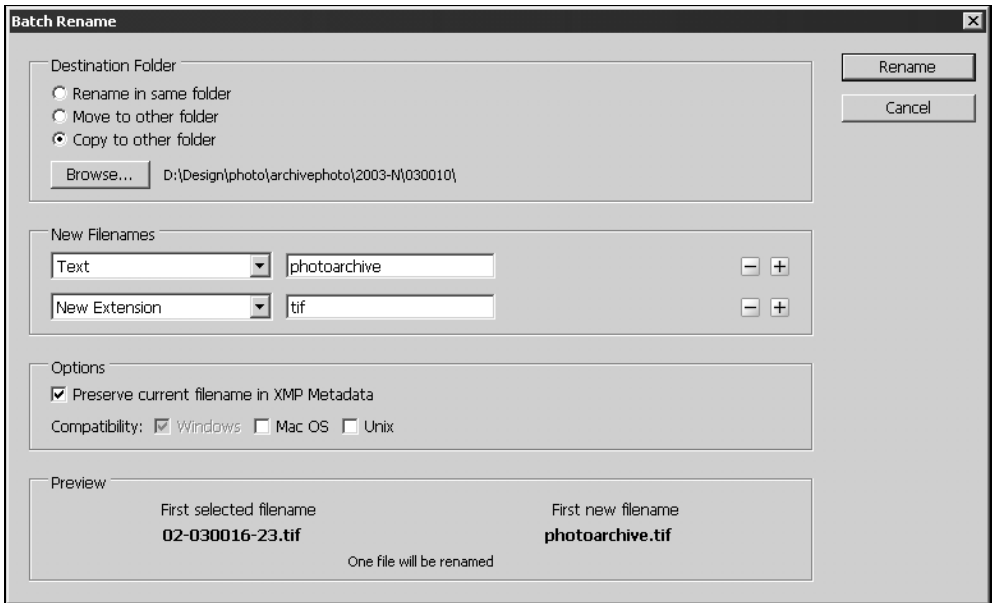 Batch Rename
Destination Folder
Rename
Rename in same folder
Move to other folder
Cancel
Copy to other folder
Browse... D:\Design\photo\archivephoto\2003-N\030010\
New Filenames
Text photoarchive
New Extension tif
Options
Preserve current filename in XMP Metadata
Compatibility: Windows Mac OS Unix
Preview
First selected filename First new filename
02-030016-23.tif photoarchive.tif
One file will be renamed